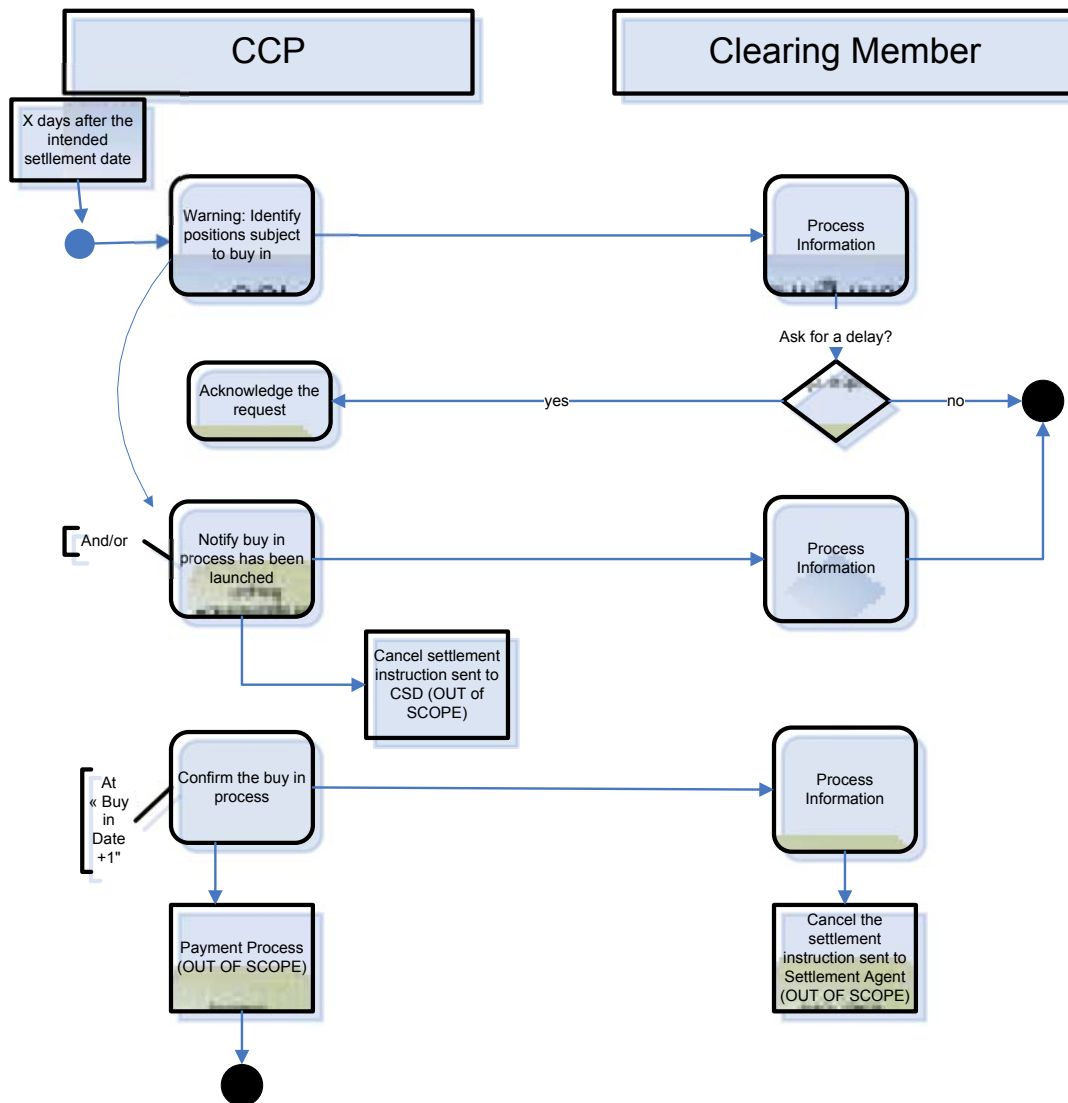 CCP
Clearing Member
X days after the
intended
setllement date
Warning: Identify
positions subject
to buy in
Process
Information
Ask for a delay?
Acknowledge the
request
yes
no
And/or
Notify buy in
process has been
launched
Process
Information
Cancel settlement
instruction sent to
CSD (OUT of
SCOPE)
At
« Buy
in
Date
+1"
Confirm the buy in
process
Process
Information
Payment Process
(OUT OF SCOPE)
Cancel the
settlement
instruction sent to
Settlement Agent
(OUT OF SCOPE)